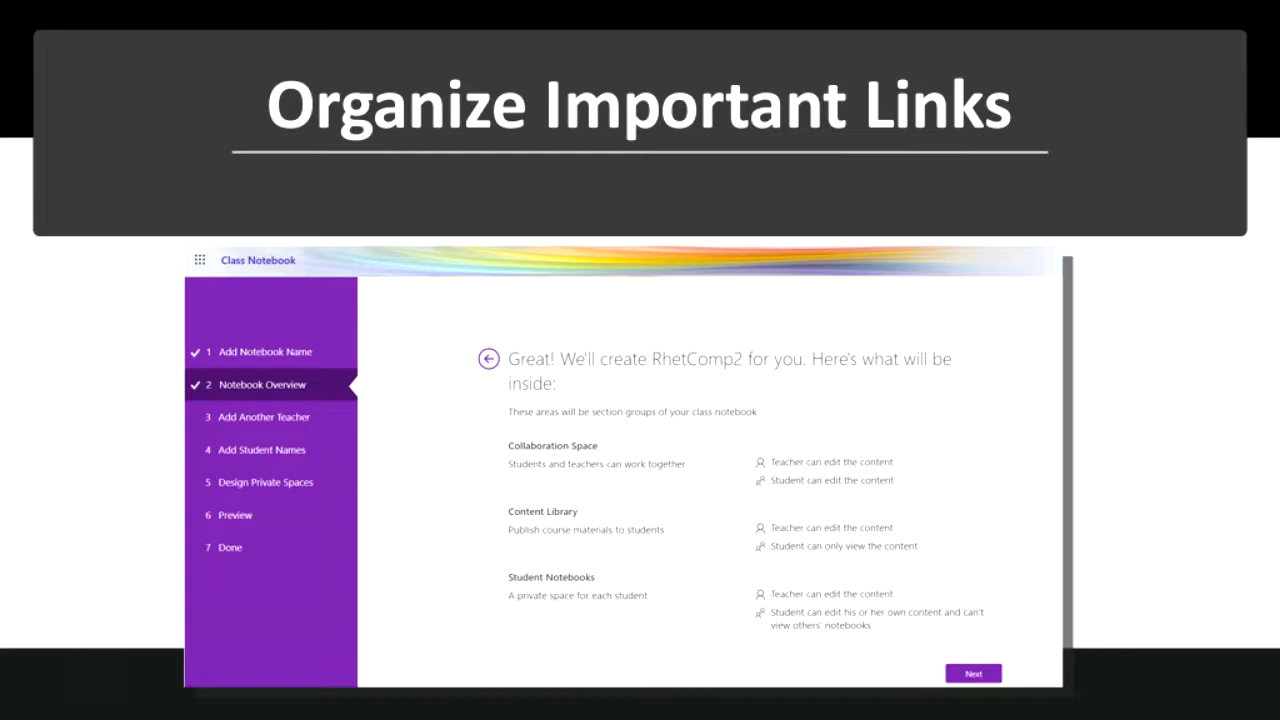 Organize Important Links
Class Notebook
1 Add Notebook Name
2 Notebook Overview
3 Add Another Teacher
4 Add Student Names
5 Design Private Spaces
6 Preview
7 Done
Great! We'll create RhetComp2 for you. Here's what will be
inside:
These areas will be section groups of your class notebook
Collaboration Space
Students and teachers can work together
Teacher can edit the content
Student can edit the content
Content Library
Publish course materials to students
Teacher can edit the content
Student can only view the content
Student Notebooks
A private space for each student
Teacher can edit the content
Student can edit his or her own content and can't
view others' notebooks
Next